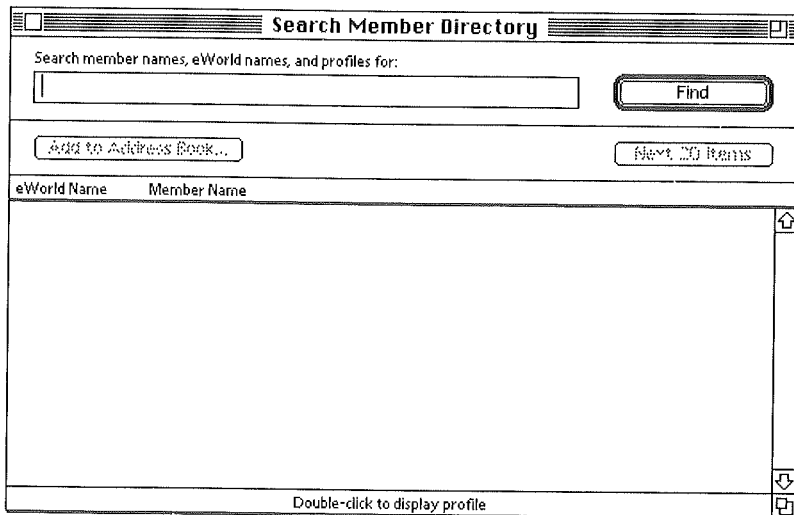 Search Member Directory
Search member names, eWorld names, and profiles for:
Find
Add to Address Book...
Next 20 Items
eWorld Name Member Name
Double-click to display profile